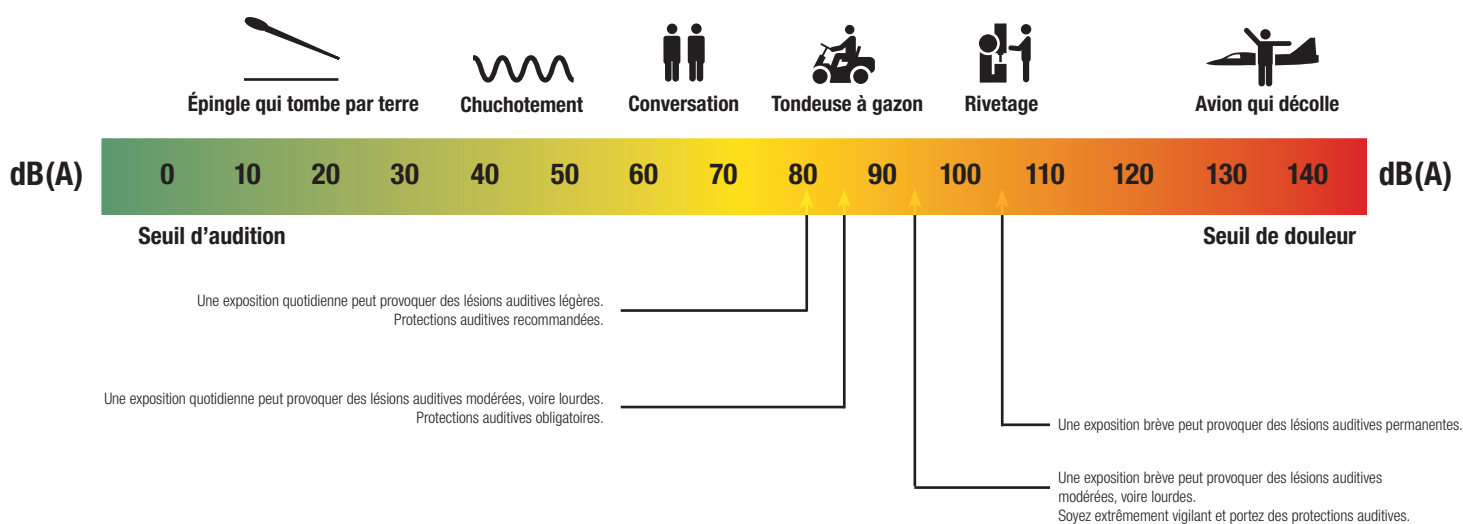 Épingle qui tombe par terre
Chuchotement
Conversation
Tondeuse à gazon
Rivetage
Avion qui décolle
dB(A) 0 10 20 30 40 50 60 70 80 90 100 110 120 130 140 dB(A)
Seuil d’audition
Seuil de douleur
Une exposition quotidienne peut provoquer des lésions auditives légères.
Protections auditives recommandées.
Une exposition quotidienne peut provoquer des lésions auditives modérées, voire lourdes.
Protections auditives obligatoires.
Une exposition brève peut provoquer des lésions auditives permanentes.
Une exposition brève peut provoquer des lésions auditives
modérées, voire lourdes.
Soyez extrêmement vigilant et portez des protections auditives.